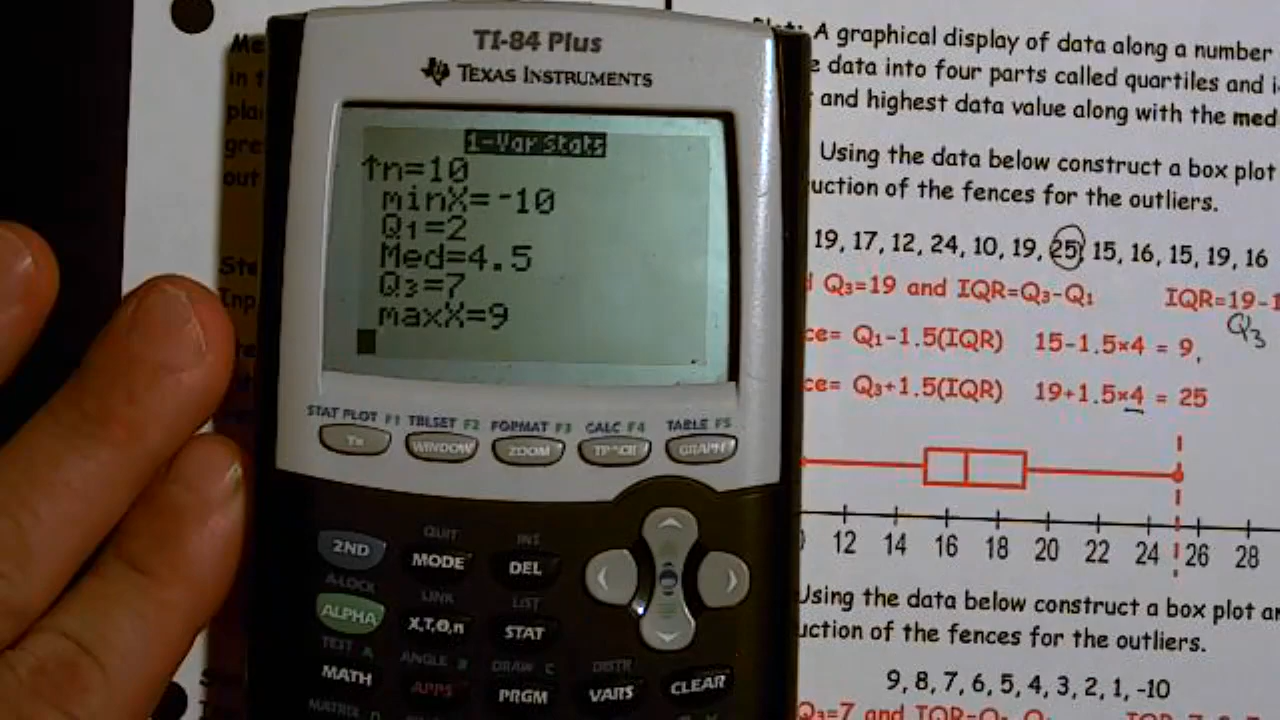 TI-84 Plus
TEXAS INSTRUMENTS
1-Var Stats
↑n=10
minX=-10
Q₁=2
Med=4.5
Q₃=7
maxX=9
STAT PLOT F1 TBLSET F2 FORMAT F3 CALC F4 TABLE F5
Y= WINDOW ZOOM TRACE GRAPH
QUIT INS
2ND MODE DEL
A-LOCK LINK LIST
ALPHA X,T,Θ,n STAT
TEST A ANGLE B DRAW C DISTR
MATH APPS PRGM VARS CLEAR
MATRIX D
A graphical display of data along a number
data into four parts called quartiles and
and highest data value along with the med
Using the data below construct a box plot
uction of the fences for the outliers.
19, 17, 12, 24, 10, 19, 25, 15, 16, 15, 19, 16
Q₃=19 and IQR=Q₃-Q₁ IQR=19-1
Q₃
ce= Q₁-1.5(IQR) 15-1.5×4 = 9,
ce= Q₃+1.5(IQR) 19+1.5×4 = 25
12 14 16 18 20 22 24 26 28
Using the data below construct a box plot an
uction of the fences for the outliers.
9, 8, 7, 6, 5, 4, 3, 2, 1, -10
Q₃=7 and